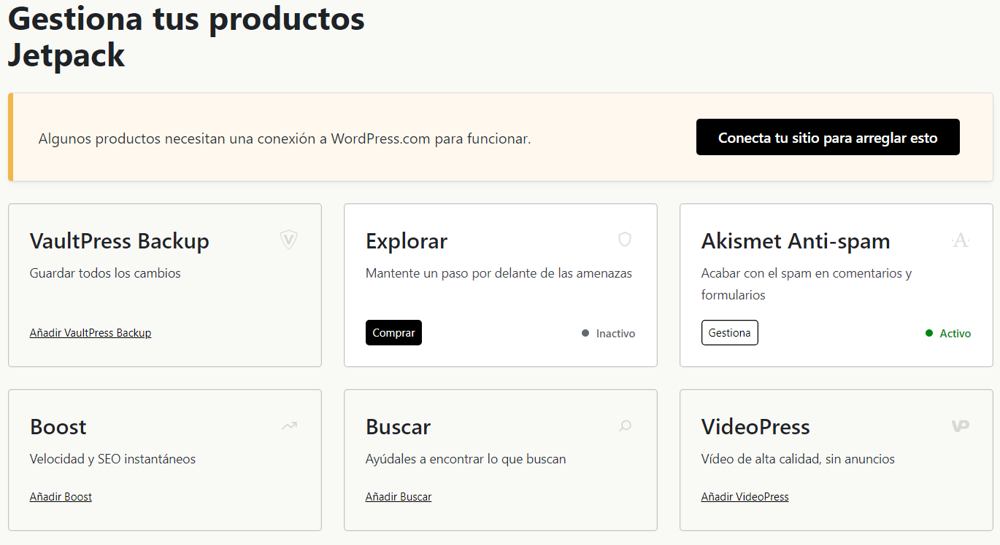 Gestiona tus productos
Jetpack
Algunos productos necesitan una conexión a WordPress.com para funcionar.
Conecta tu sitio para arreglar esto
VaultPress Backup
Guardar todos los cambios
Añadir VaultPress Backup
Explorar
Mantente un paso por delante de las amenazas
Comprar
Inactivo
Akismet Anti-spam
Acabar con el spam en comentarios y
formularios
Gestiona
Activo
Boost
Velocidad y SEO instantáneos
Añadir Boost
Buscar
Ayúdales a encontrar lo que buscan
Añadir Buscar
VideoPress
Vídeo de alta calidad, sin anuncios
Añadir VideoPress